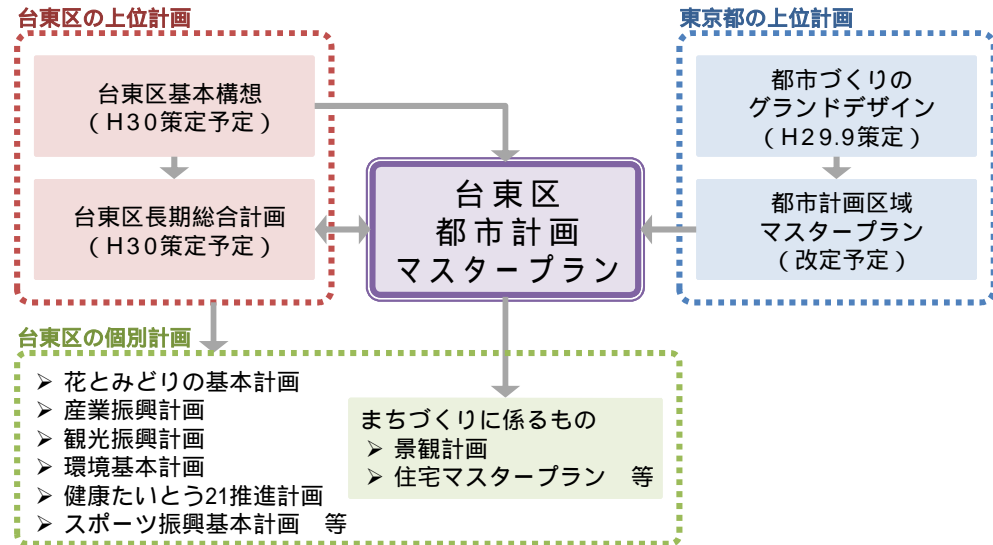 台東区の上位計画
台東区基本構想
(H30策定予定)
台東区長期総合計画
(H30策定予定)
台東区
都市計画
マスタープラン
東京都の上位計画
都市づくりの
グランドデザイン
(H29.9策定)
都市計画区域
マスタープラン
(改定予定)
台東区の個別計画
➢ 花とみどりの基本計画
➢ 産業振興計画
➢ 観光振興計画
➢ 環境基本計画
➢ 健康たいとう21推進計画
➢ スポーツ振興基本計画 等
まちづくりに係るもの
➢ 景観計画
➢ 住宅マスタープラン 等